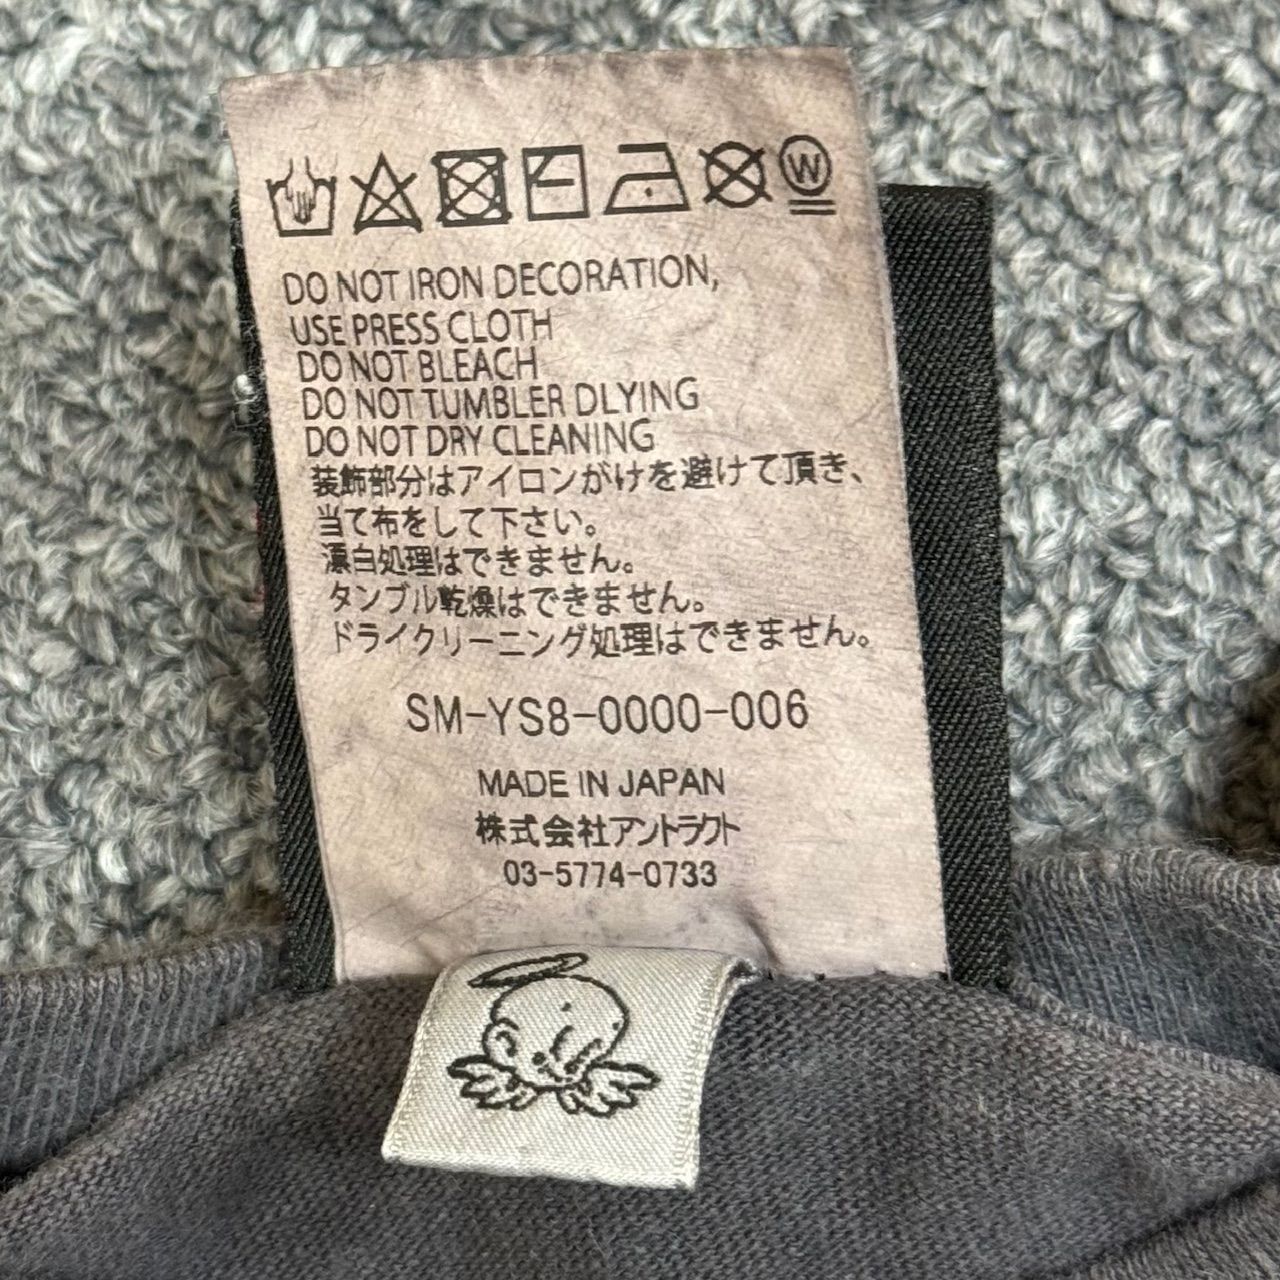 W
DO NOT IRON DECORATION,
USE PRESS CLOTH
DO NOT BLEACH
DO NOT TUMBLER DLYING
DO NOT DRY CLEANING
装飾部分はアイロンがけを避けて頂き、
当て布をして下さい。
漂白処理はできません。
タンブル乾燥はできません。
ドライクリーニング処理はできません。
SM-YS8-0000-006
MADE IN JAPAN
株式会社アントラクト
03-5774-0733